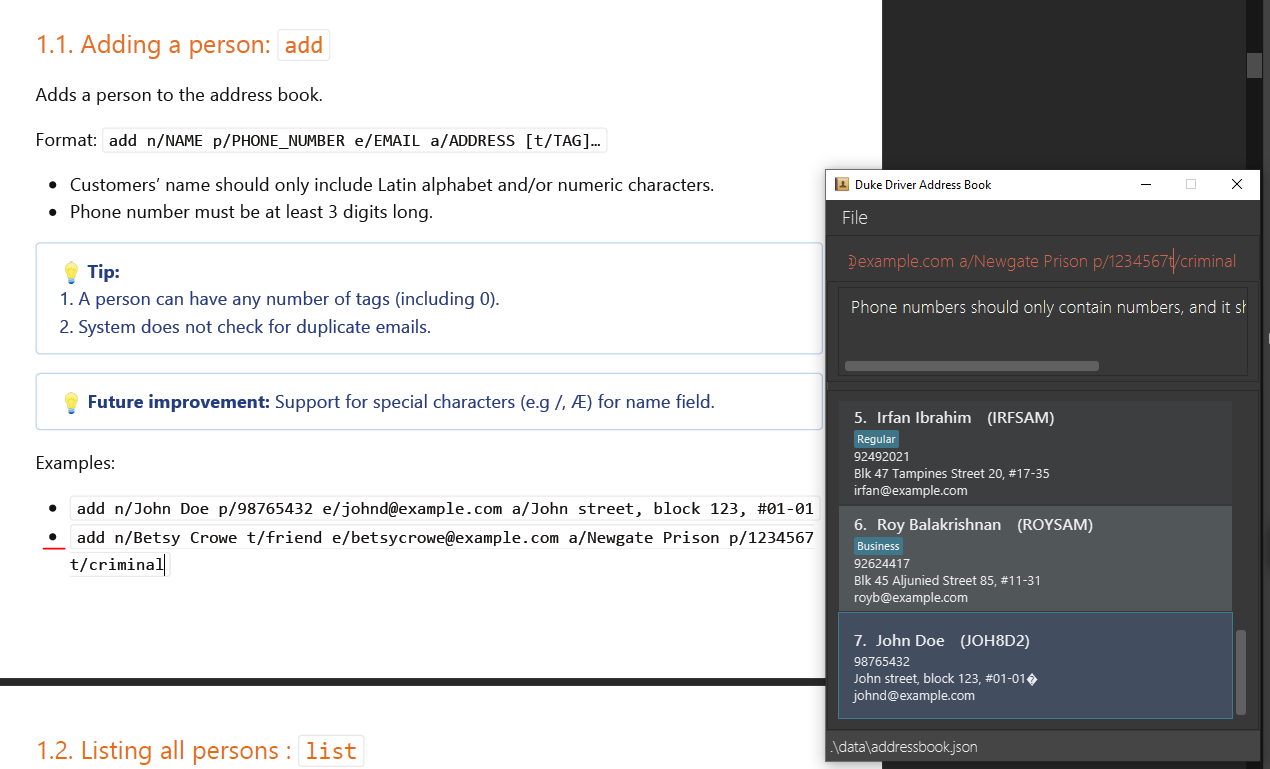 1.1. Adding a person: add
Adds a person to the address book.
Format: add n/NAME p/PHONE_NUMBER e/EMAIL a/ADDRESS [t/TAG]…
• Customers’ name should only include Latin alphabet and/or numeric characters.
• Phone number must be at least 3 digits long.
💡 Tip:
1. A person can have any number of tags (including 0).
2. System does not check for duplicate emails.
💡 Future improvement: Support for special characters (e.g /, Æ) for name field.
Examples:
• add n/John Doe p/98765432 e/johnd@example.com a/John street, block 123, #01-01
• add n/Betsy Crowe t/friend e/betsycrowe@example.com a/Newgate Prison p/1234567
t/criminal
1.2. Listing all persons : list
Duke Driver Address Book
File
@example.com a/Newgate Prison p/1234567t/criminal
Phone numbers should only contain numbers, and it sh
5. Irfan Ibrahim (IRFSAM)
Regular
92492021
Blk 47 Tampines Street 20, #17-35
irfan@example.com
6. Roy Balakrishnan (ROYSAM)
Business
92624417
Blk 45 Aljunied Street 85, #11-31
royb@example.com
7. John Doe (JOH8D2)
98765432
John street, block 123, #01-01�
johnd@example.com
.\data\addressbook.json